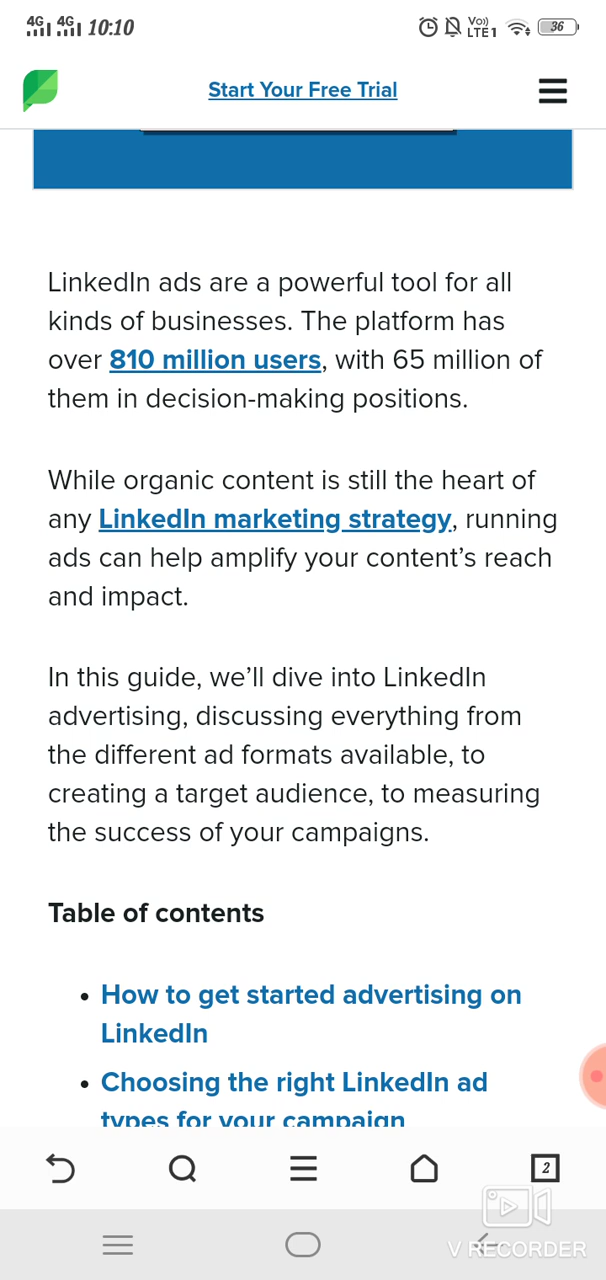 4G 4G 10:10
Vo)) LTE1 36
Start Your Free Trial
LinkedIn ads are a powerful tool for all
kinds of businesses. The platform has
over 810 million users, with 65 million of
them in decision-making positions.
While organic content is still the heart of
any LinkedIn marketing strategy, running
ads can help amplify your content’s reach
and impact.
In this guide, we’ll dive into LinkedIn
advertising, discussing everything from
the different ad formats available, to
creating a target audience, to measuring
the success of your campaigns.
Table of contents
• How to get started advertising on
LinkedIn
• Choosing the right LinkedIn ad
types for your campaign
2
V RECORDER